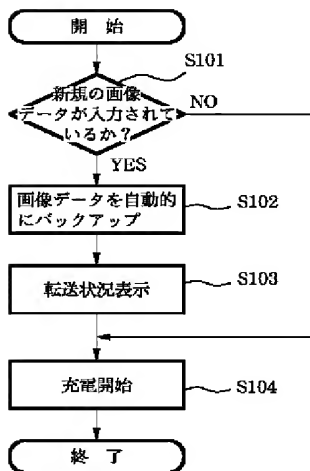 開始
S101
新規の画像
データが入力されて
いるか?
NO
YES
画像データを自動的
にバックアップ
S102
転送状況表示
S103
充電開始
S104
終了